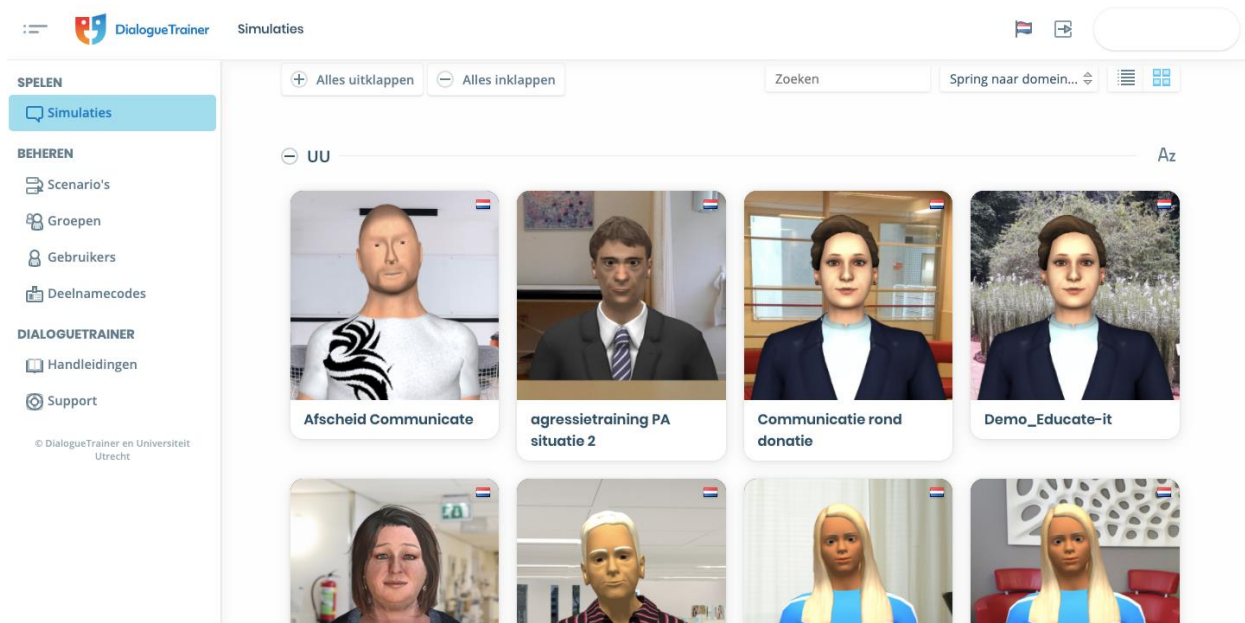 DialogueTrainer
Simulaties
SPELEN
Simulaties
BEHEREN
Scenario's
Groepen
Gebruikers
Deelnamecodes
DIALOGUETRAINER
Handleidingen
Support
© DialogueTrainer en Universiteit
Utrecht
Alles uitklappen
Alles inklappen
Zoeken
Spring naar domein...
UU
Az
Afscheid Communicate
agressietraining PA
situatie 2
Communicatie rond
donatie
Demo_Educate-it